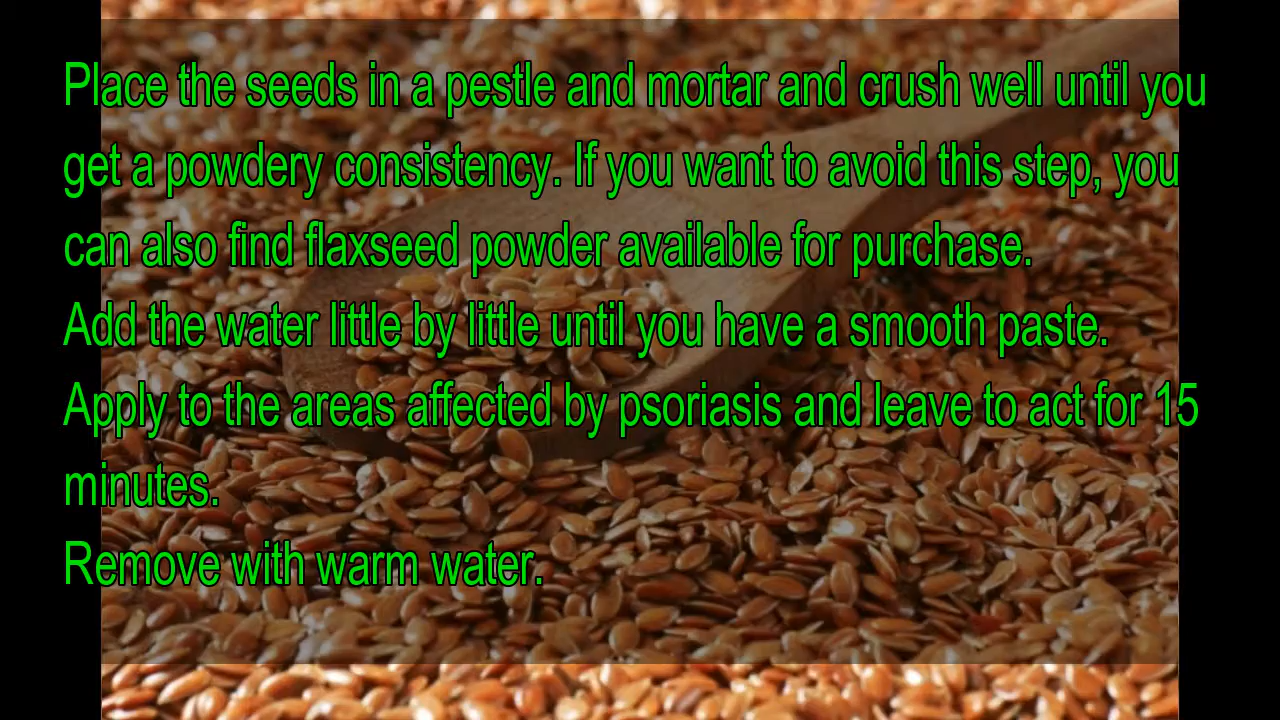 Place the seeds in a pestle and mortar and crush well until you
get a powdery consistency. If you want to avoid this step, you
can also find flaxseed powder available for purchase.
Add the water little by little until you have a smooth paste.
Apply to the areas affected by psoriasis and leave to act for 15
minutes.
Remove with warm water.